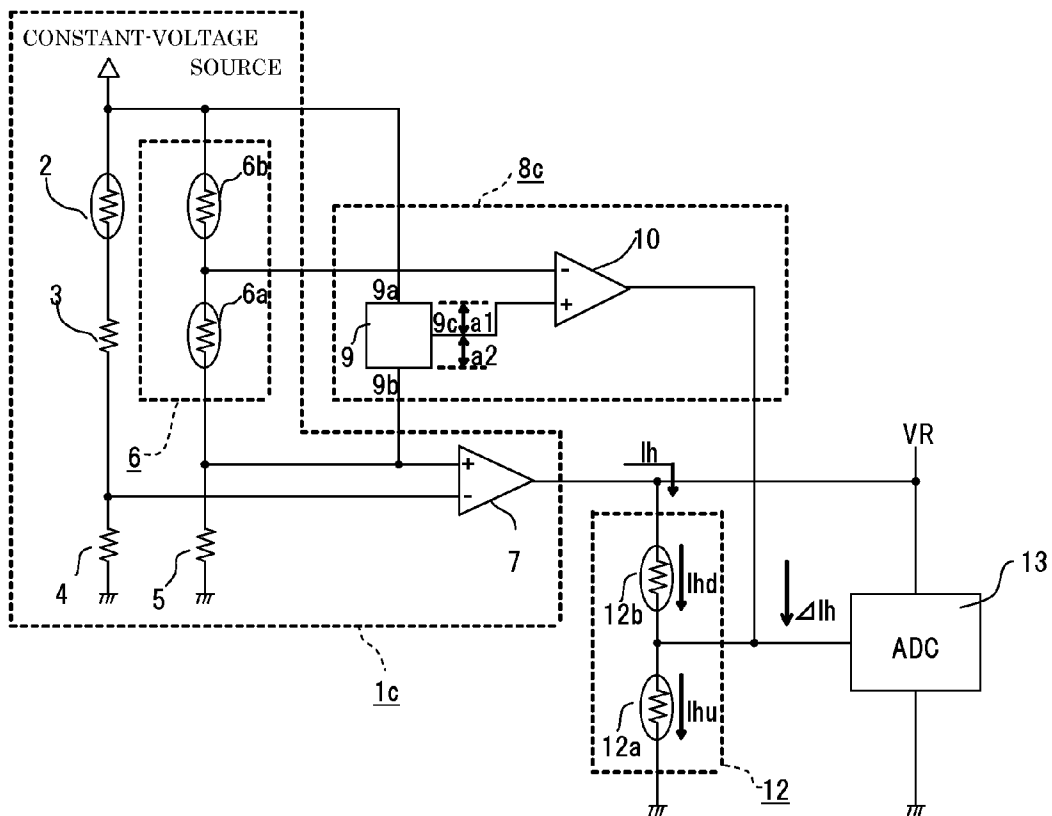 CONSTANT-VOLTAGE
SOURCE
2
6b
8c
10
-
+
3
6a
9a
9c
a1
9
a2
9b
6
+
-
Ih
VR
4
5
7
13
12b
Ihd
⊿Ih
ADC
1c
12a
Ihu
12